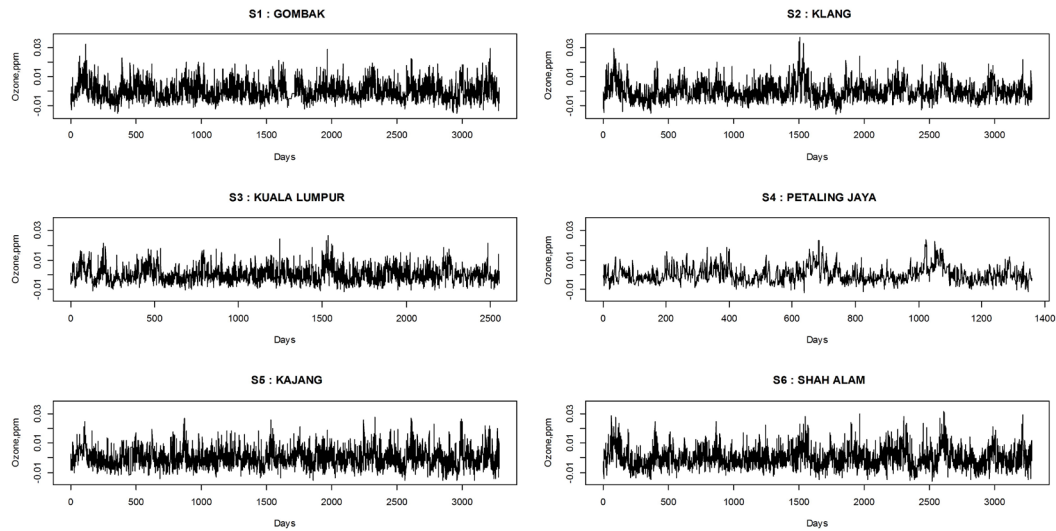 S1 : GOMBAK
Ozone,ppm
0.03
0.01
-0.01
0 500 1000 1500 2000 2500 3000
Days
S2 : KLANG
Ozone,ppm
0.03
0.01
-0.01
0 500 1000 1500 2000 2500 3000
Days
S3 : KUALA LUMPUR
Ozone,ppm
0.03
0.01
-0.01
0 500 1000 1500 2000 2500
Days
S4 : PETALING JAYA
Ozone,ppm
0.03
0.01
-0.01
0 200 400 600 800 1000 1200 1400
Days
S5 : KAJANG
Ozone,ppm
0.03
0.01
-0.01
0 500 1000 1500 2000 2500 3000
Days
S6 : SHAH ALAM
Ozone,ppm
0.03
0.01
-0.01
0 500 1000 1500 2000 2500 3000
Days